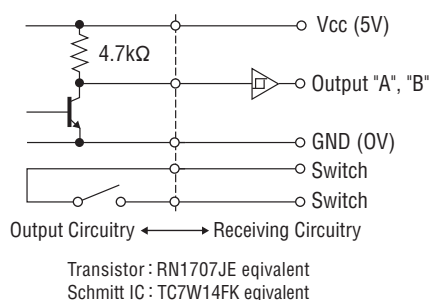 Vcc (5V)
4.7kΩ
Output "A", "B"
GND (0V)
Switch
Switch
Output Circuitry ⟷ Receiving Circuitry
Transistor : RN1707JE eqivalent
Schmitt IC : TC7W14FK eqivalent